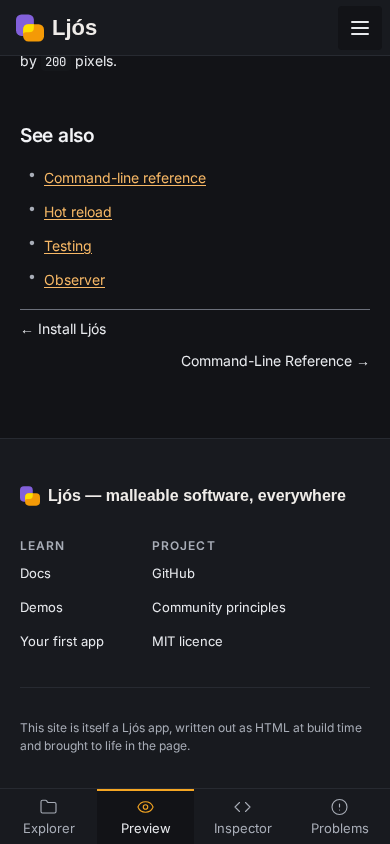 Ljós
by 200 pixels.
See also
• Command-line reference
• Hot reload
• Testing
• Observer
← Install Ljós
Command-Line Reference →
Ljós — malleable software, everywhere
LEARN PROJECT
Docs GitHub
Demos Community principles
Your first app MIT licence
This site is itself a Ljós app, written out as HTML at build time
and brought to life in the page.
Explorer Preview Inspector Problems